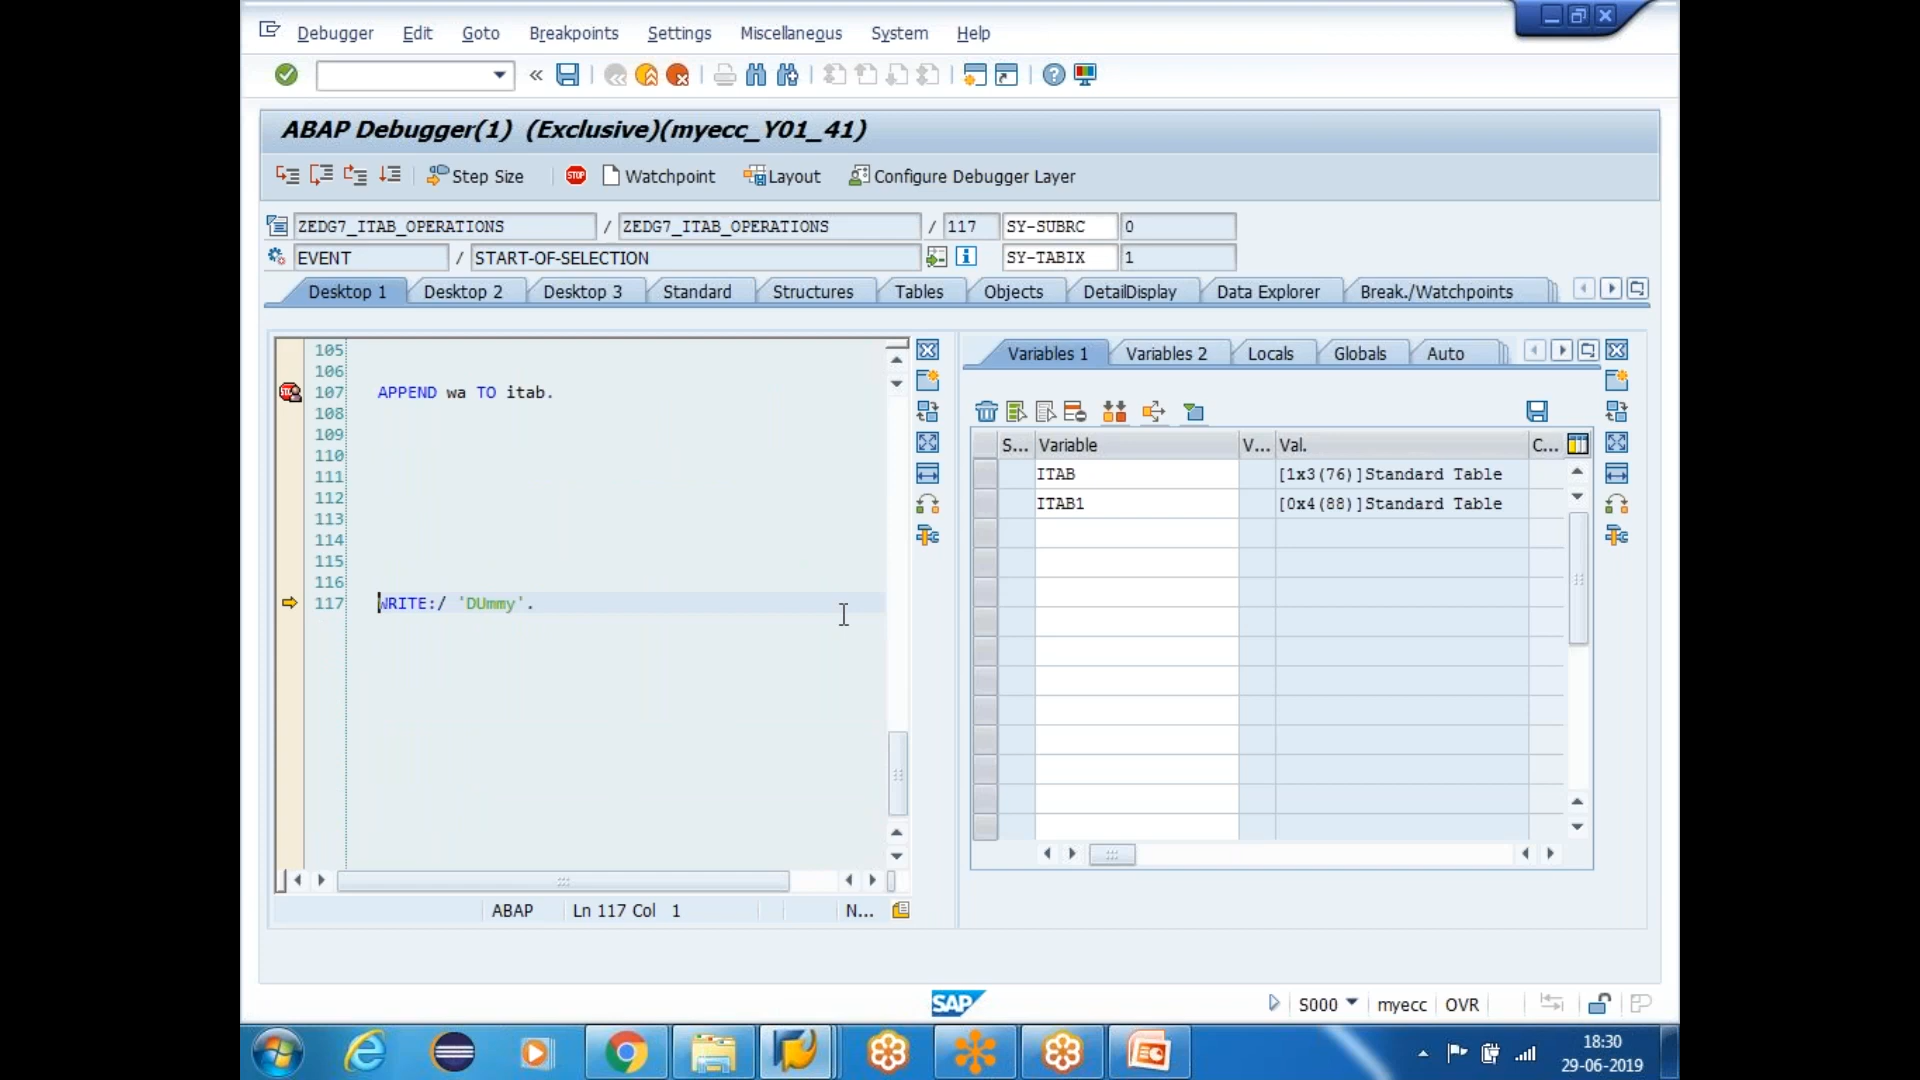 Debugger Edit Goto Breakpoints Settings Miscellaneous System Help
ABAP Debugger(1) (Exclusive)(myecc_Y01_41)
Step Size STOP Watchpoint Layout Configure Debugger Layer
ZEDG7_ITAB_OPERATIONS / ZEDG7_ITAB_OPERATIONS / 117 SY-SUBRC 0
EVENT / START-OF-SELECTION SY-TABIX 1
Desktop 1 Desktop 2 Desktop 3 Standard Structures Tables Objects DetailDisplay Data Explorer Break./Watchpoints
105
106
107 APPEND wa TO itab.
108
109
110
111
112
113
114
115
116
117 WRITE:/ 'DUmmy'.
ABAP Ln 117 Col 1 N...
Variables 1 Variables 2 Locals Globals Auto
S... Variable V... Val. C...
ITAB [1x3(76)]Standard Table
ITAB1 [0x4(88)]Standard Table
SAP S000 myecc OVR
18:30
29-06-2019